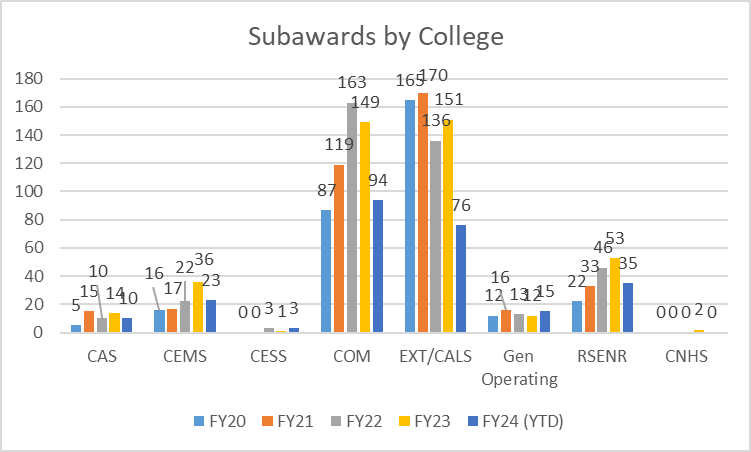 Subawards by College
180
160
140
120
100
80
60
40
20
0
5 15 10 14 10
16 17 22 36 23
0 0 3 1 3
87 119 163 149 94
165 170 136 151 76
12 16 13 12 15
22 33 46 53 35
0 0 0 2 0
CAS CEMS CESS COM EXT/CALS Gen Operating RSENR CNHS
FY20 FY21 FY22 FY23 FY24 (YTD)